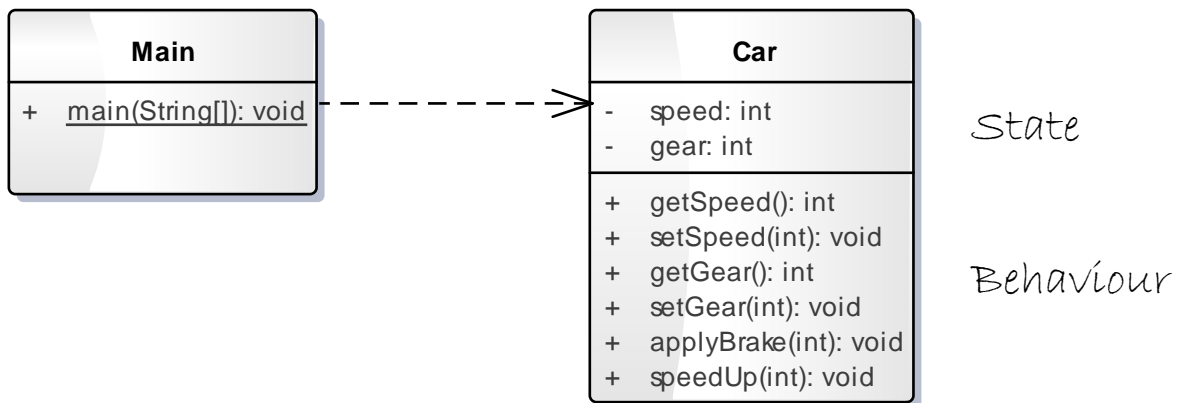 Main
+ main(String[]): void
Car
- speed: int
- gear: int
State
+ getSpeed(): int
+ setSpeed(int): void
+ getGear(): int
+ setGear(int): void
+ applyBrake(int): void
+ speedUp(int): void
Behaviour